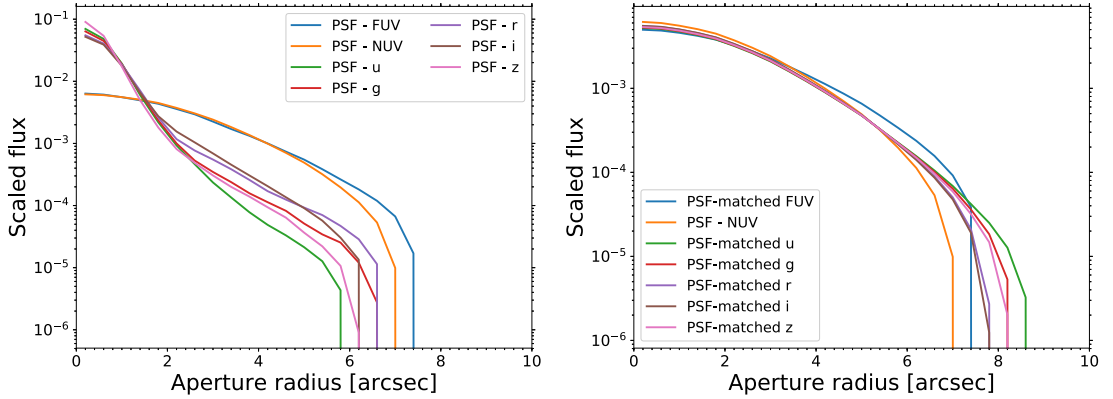 10⁻¹
10⁻²
10⁻³
10⁻⁴
10⁻⁵
10⁻⁶
Scaled flux
PSF - FUV
PSF - NUV
PSF - u
PSF - g
PSF - r
PSF - i
PSF - z
0 2 4 6 8 10
Aperture radius [arcsec]
10⁻³
10⁻⁴
10⁻⁵
10⁻⁶
Scaled flux
PSF-matched FUV
PSF - NUV
PSF-matched u
PSF-matched g
PSF-matched r
PSF-matched i
PSF-matched z
0 2 4 6 8 10
Aperture radius [arcsec]